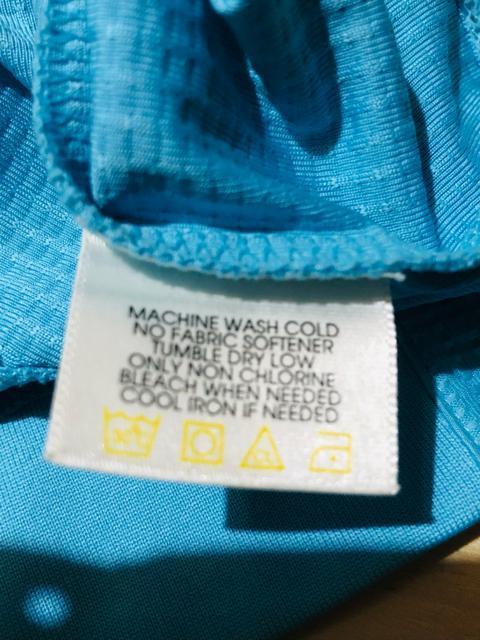 MACHINE WASH COLD
NO FABRIC SOFTENER
TUMBLE DRY LOW
ONLY NON CHLORINE
BLEACH WHEN NEEDED
COOL IRON IF NEEDED